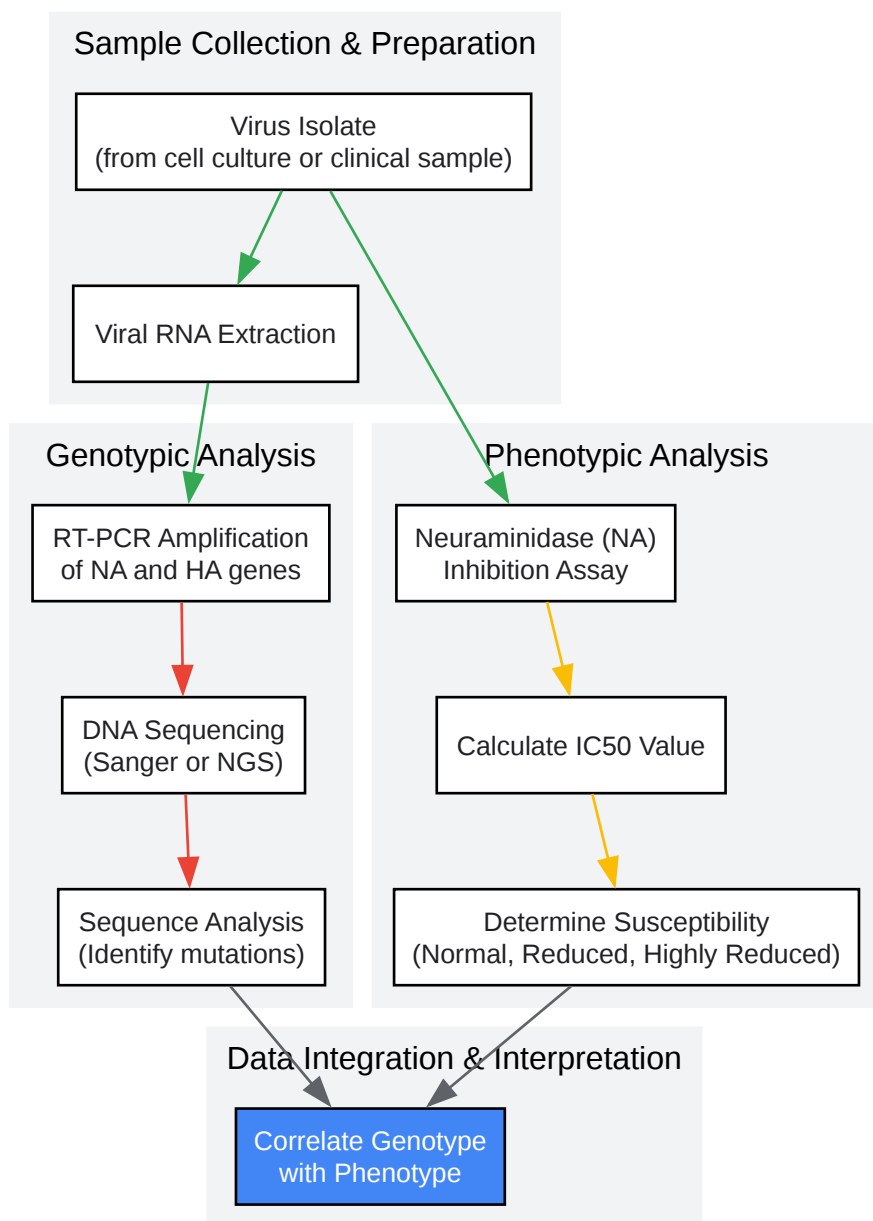 Sample Collection & Preparation
Virus Isolate
(from cell culture or clinical sample)
Viral RNA Extraction
Genotypic Analysis
RT-PCR Amplification
of NA and HA genes
DNA Sequencing
(Sanger or NGS)
Sequence Analysis
(Identify mutations)
Phenotypic Analysis
Neuraminidase (NA)
Inhibition Assay
Calculate IC50 Value
Determine Susceptibility
(Normal, Reduced, Highly Reduced)
Data Integration & Interpretation
Correlate Genotype
with Phenotype